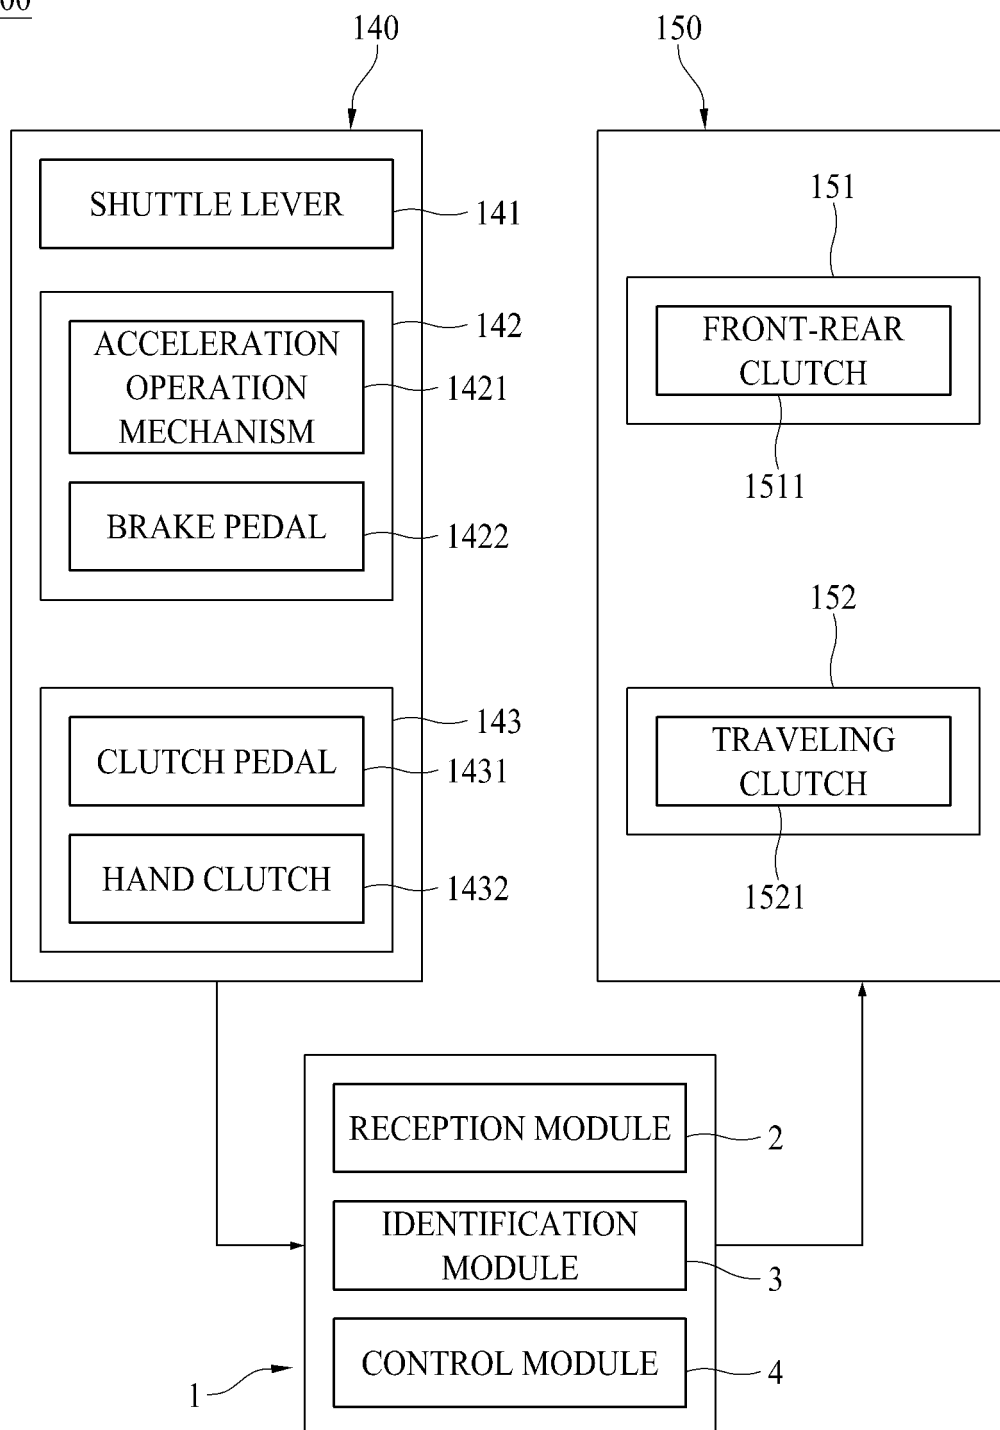 140
150
SHUTTLE LEVER
141
151
142
ACCELERATION
OPERATION
MECHANISM
1421
FRONT-REAR
CLUTCH
1511
BRAKE PEDAL
1422
152
143
CLUTCH PEDAL
1431
TRAVELING
CLUTCH
HAND CLUTCH
1432
1521
RECEPTION MODULE
2
IDENTIFICATION
MODULE
3
CONTROL MODULE
4
1